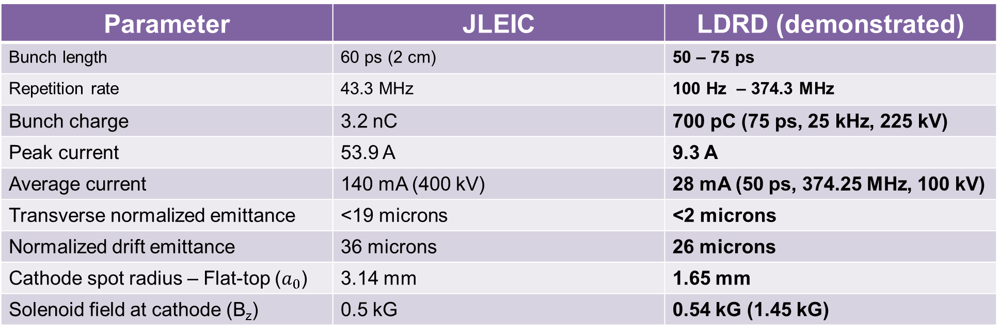 Parameter JLEIC LDRD (demonstrated)
Bunch length 60 ps (2 cm) 50 – 75 ps
Repetition rate 43.3 MHz 100 Hz – 374.3 MHz
Bunch charge 3.2 nC 700 pC (75 ps, 25 kHz, 225 kV)
Peak current 53.9 A 9.3 A
Average current 140 mA (400 kV) 28 mA (50 ps, 374.25 MHz, 100 kV)
Transverse normalized emittance <19 microns <2 microns
Normalized drift emittance 36 microns 26 microns
Cathode spot radius – Flat-top (𝑎₀) 3.14 mm 1.65 mm
Solenoid field at cathode (Bz) 0.5 kG 0.54 kG (1.45 kG)